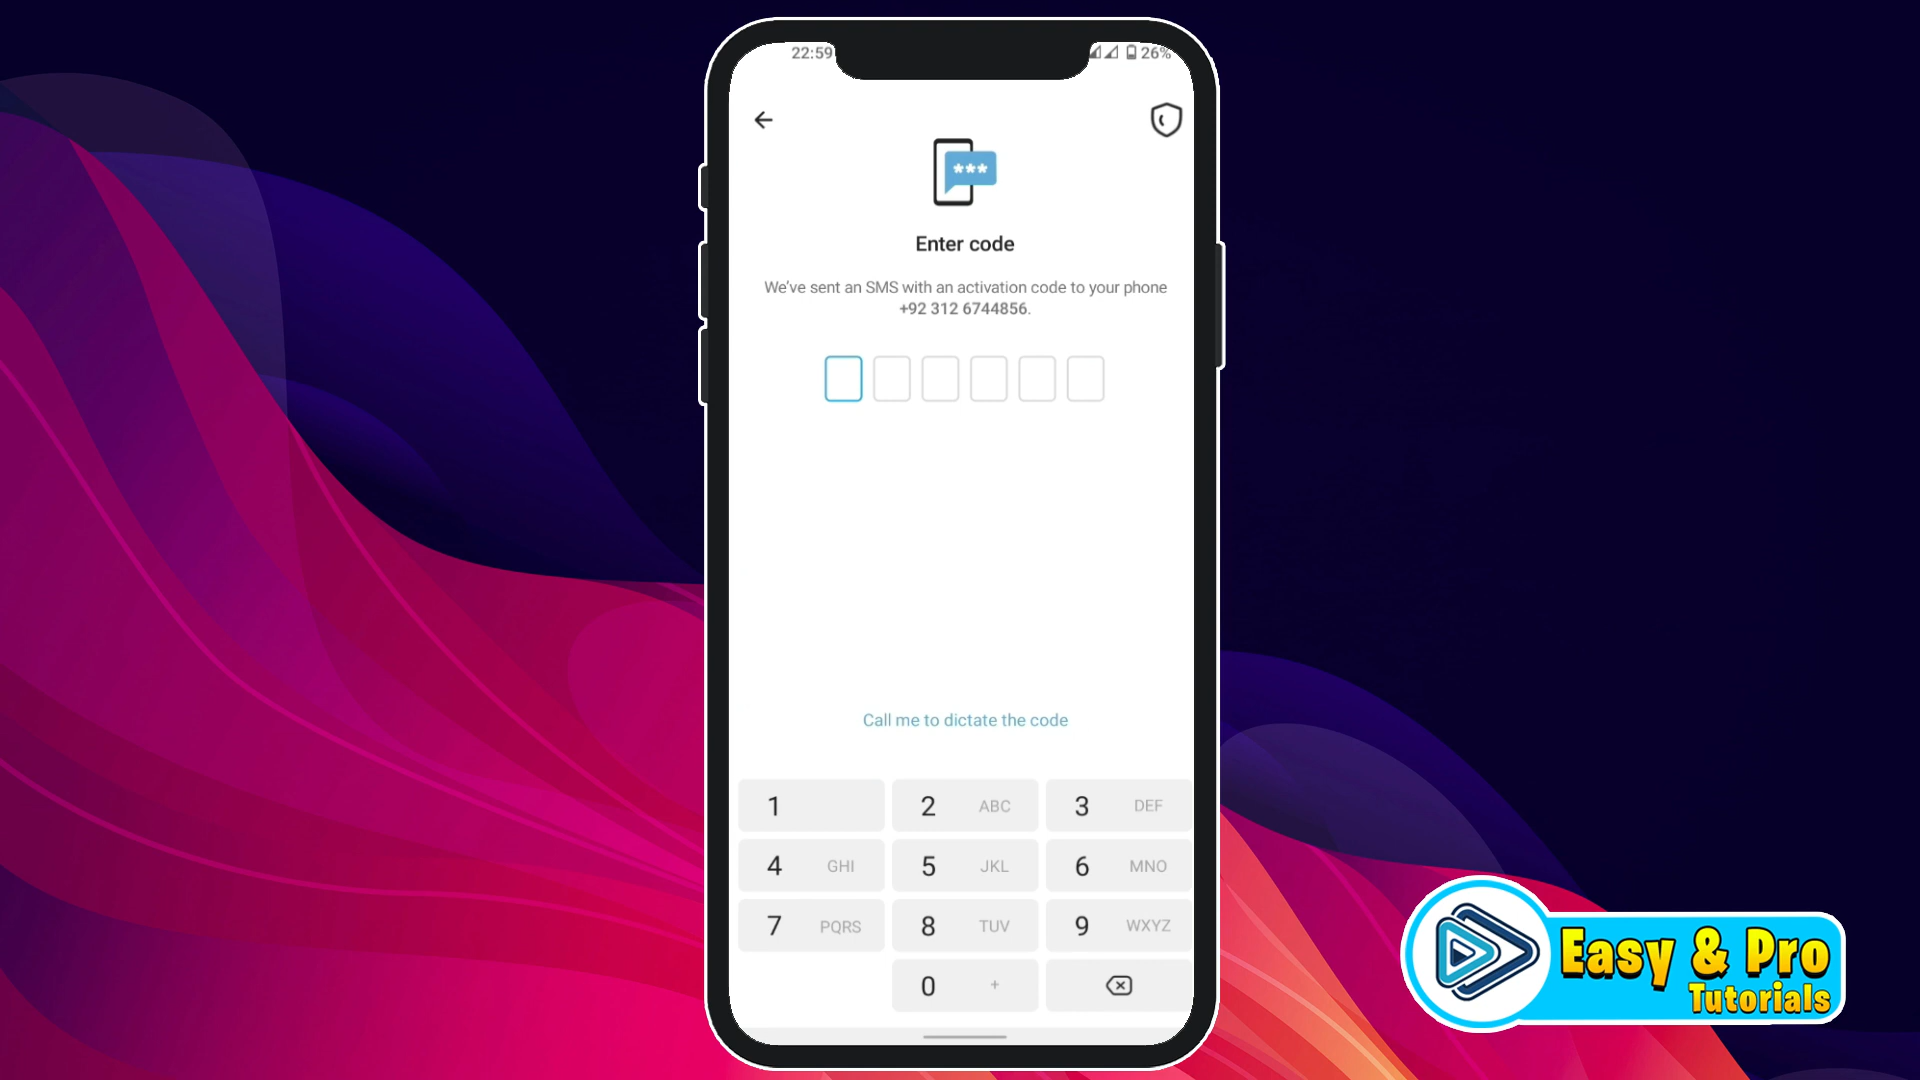 22:59
26%
***
Enter code
We've sent an SMS with an activation code to your phone
+92 312 6744856.
Call me to dictate the code
1
2 ABC
3 DEF
4 GHI
5 JKL
6 MNO
7 PQRS
8 TUV
9 WXYZ
0 +
Easy & Pro
Tutorials